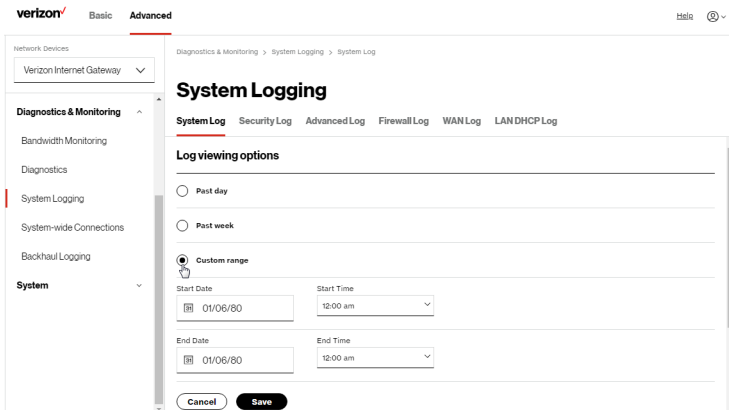 verizon
Basic
Advanced
Help
Network Devices
Verizon Internet Gateway
Diagnostics & Monitoring
Bandwidth Monitoring
Diagnostics
System Logging
System-wide Connections
Backhaul Logging
System
Diagnostics & Monitoring > System Logging > System Log
System Logging
System Log Security Log Advanced Log Firewall Log WAN Log LAN DHCP Log
Log viewing options
Past day
Past week
Custom range
Start Date Start Time
01/06/80 12:00 am
End Date End Time
01/06/80 12:00 am
Cancel Save